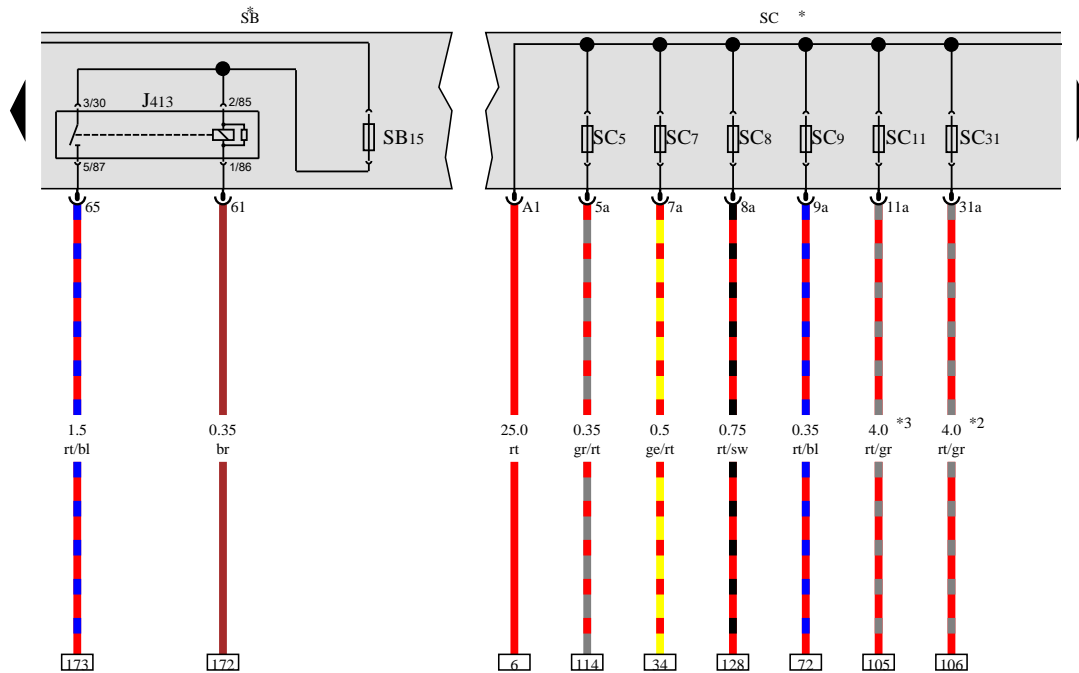 SB * SC *
3/30 J413 2/85
SB15 SC5 SC7 SC8 SC9 SC11 SC31
5/87 1/86
65 61 A1 5a 7a 8a 9a 11a 31a
1.5 0.35 25.0 0.35 0.5 0.75 0.35 4.0 *3 4.0 *2
rt/bl br rt gr/rt ge/rt rt/sw rt/bl rt/gr rt/gr
173 172 6 114 34 128 72 105 106